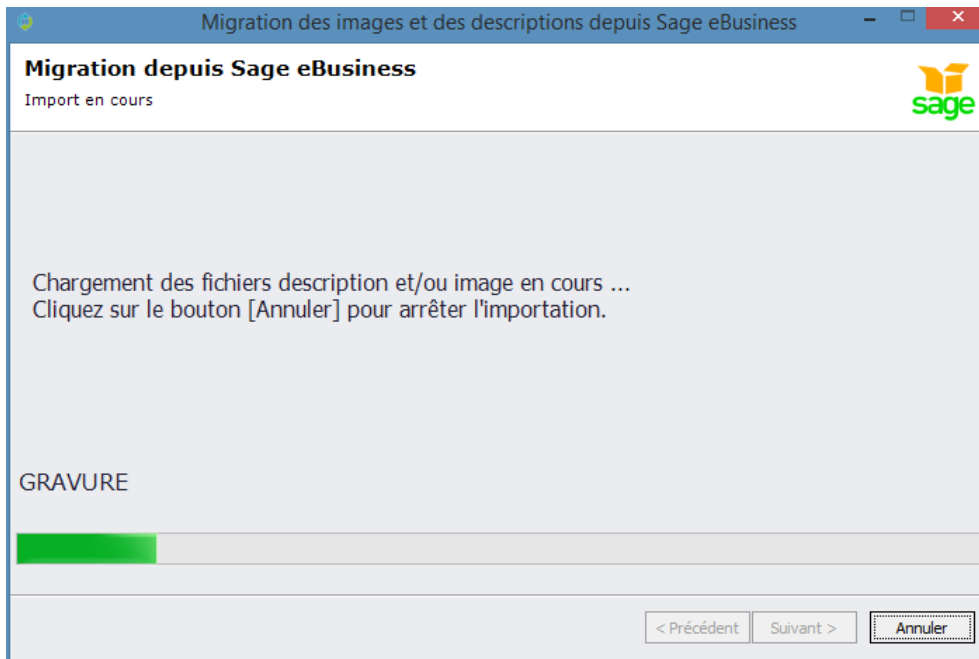 Migration des images et des descriptions depuis Sage eBusiness
Migration depuis Sage eBusiness
Import en cours
sage
Chargement des fichiers description et/ou image en cours ...
Cliquez sur le bouton [Annuler] pour arrêter l'importation.
GRAVURE
< Précédent Suivant > Annuler